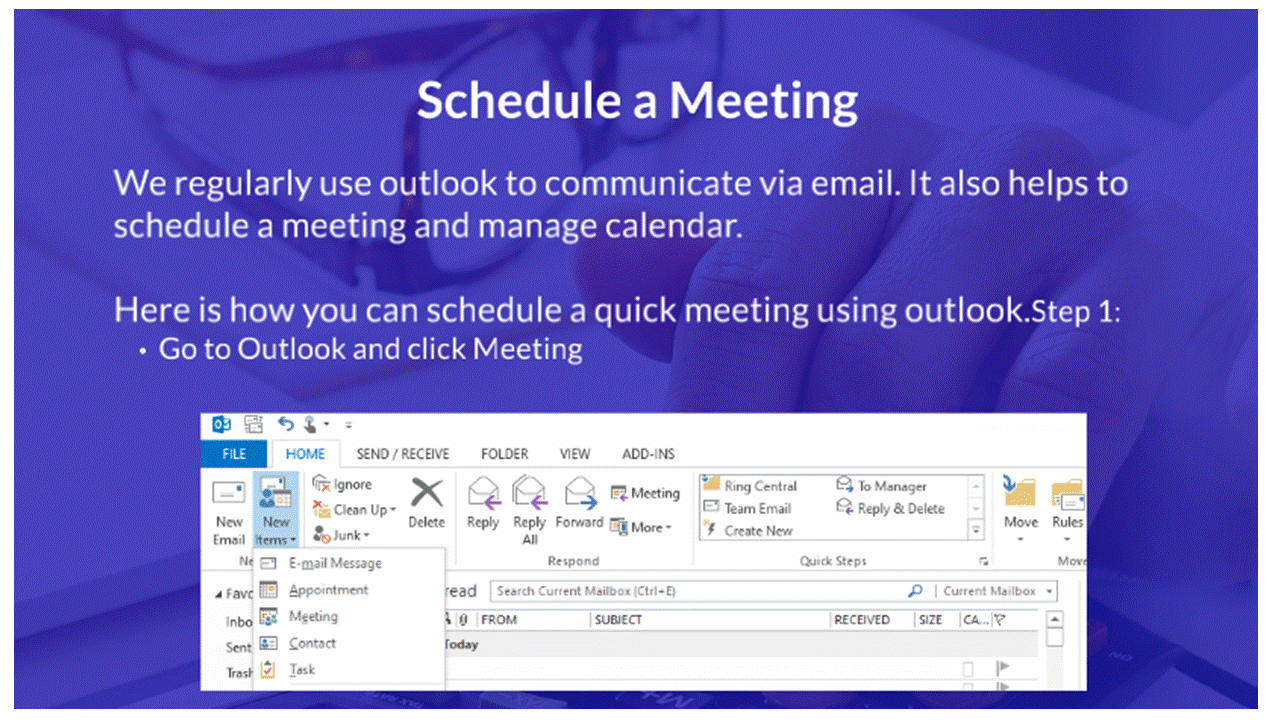 Schedule a Meeting
We regularly use outlook to communicate via email. It also helps to
schedule a meeting and manage calendar.
Here is how you can schedule a quick meeting using outlook.Step 1:
• Go to Outlook and click Meeting
FILE HOME SEND / RECEIVE FOLDER VIEW ADD-INS
New Email
New Items
Ignore
Clean Up
Junk
Delete
Reply
Reply All
Forward
Meeting
More
Respond
Ring Central
Team Email
Create New
To Manager
Reply & Delete
Quick Steps
Move
Rules
Move
Ne
E-mail Message
Appointment
Meeting
Contact
Task
Favo
Inbo
Sent
Trash
read
Search Current Mailbox (Ctrl+E)
Current Mailbox
FROM SUBJECT RECEIVED SIZE CA...
Today
M+
NO